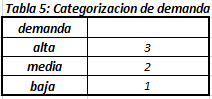 Tabla 5: Categorizacion de demanda
demanda
alta 3
media 2
baja 1